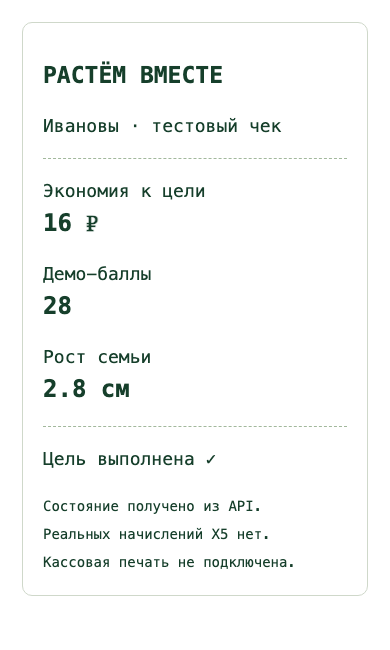 РАСТЁМ ВМЕСТЕ
Ивановы · тестовый чек
Экономия к цели
16 ₽
Демо-баллы
28
Рост семьи
2.8 см
Цель выполнена ✓
Состояние получено из API.
Реальных начислений X5 нет.
Кассовая печать не подключена.